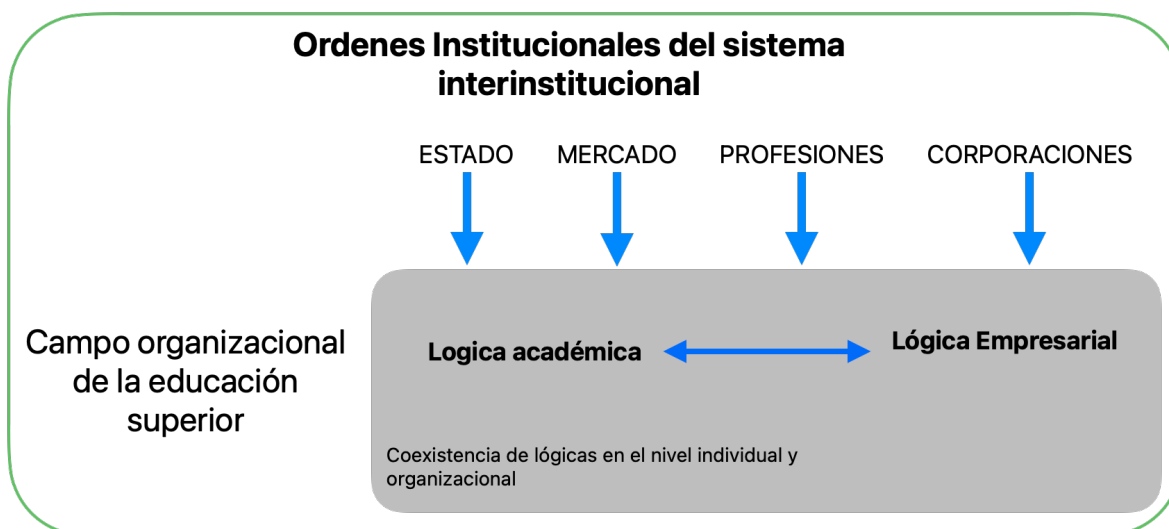 Ordenes Institucionales del sistema
interinstitucional
ESTADO MERCADO PROFESIONES CORPORACIONES
Campo organizacional
de la educación
superior
Logica académica
Lógica Empresarial
Coexistencia de lógicas en el nivel individual y
organizacional